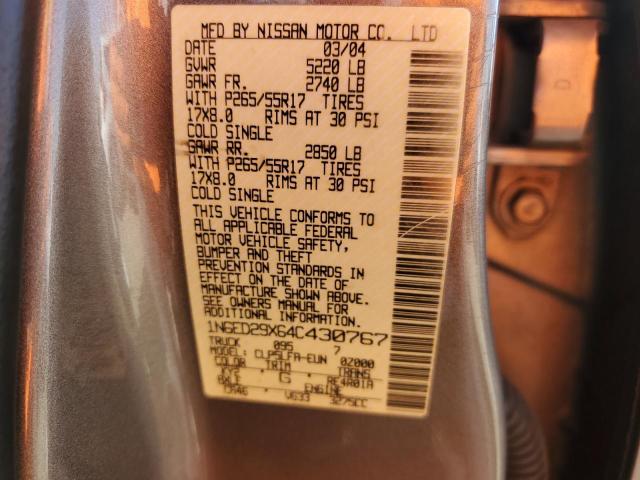 MFD BY NISSAN MOTOR CO. LTD
DATE 03/04
GVWR 5220 LB
GAWR FR. 2740 LB
WITH P265/55R17 TIRES
17X8.0 RIMS AT 30 PSI
COLD SINGLE
GAWR RR. 2850 LB
WITH P265/55R17 TIRES
17X8.0 RIMS AT 30 PSI
COLD SINGLE
THIS VEHICLE CONFORMS TO
ALL APPLICABLE FEDERAL
MOTOR VEHICLE SAFETY,
BUMPER AND THEFT
PREVENTION STANDARDS IN
EFFECT ON THE DATE OF
MANUFACTURE SHOWN ABOVE.
SEE OWNERS MANUAL FOR
ADDITIONAL INFORMATION.
1N6ED29X64C430767
TRUCK 095 7
MODEL: CLPSLFA-EUN 02000
COLOR TRIM TRANS
KY5 G RE4R01A
AXLE ENGINE
VG33 3275CC